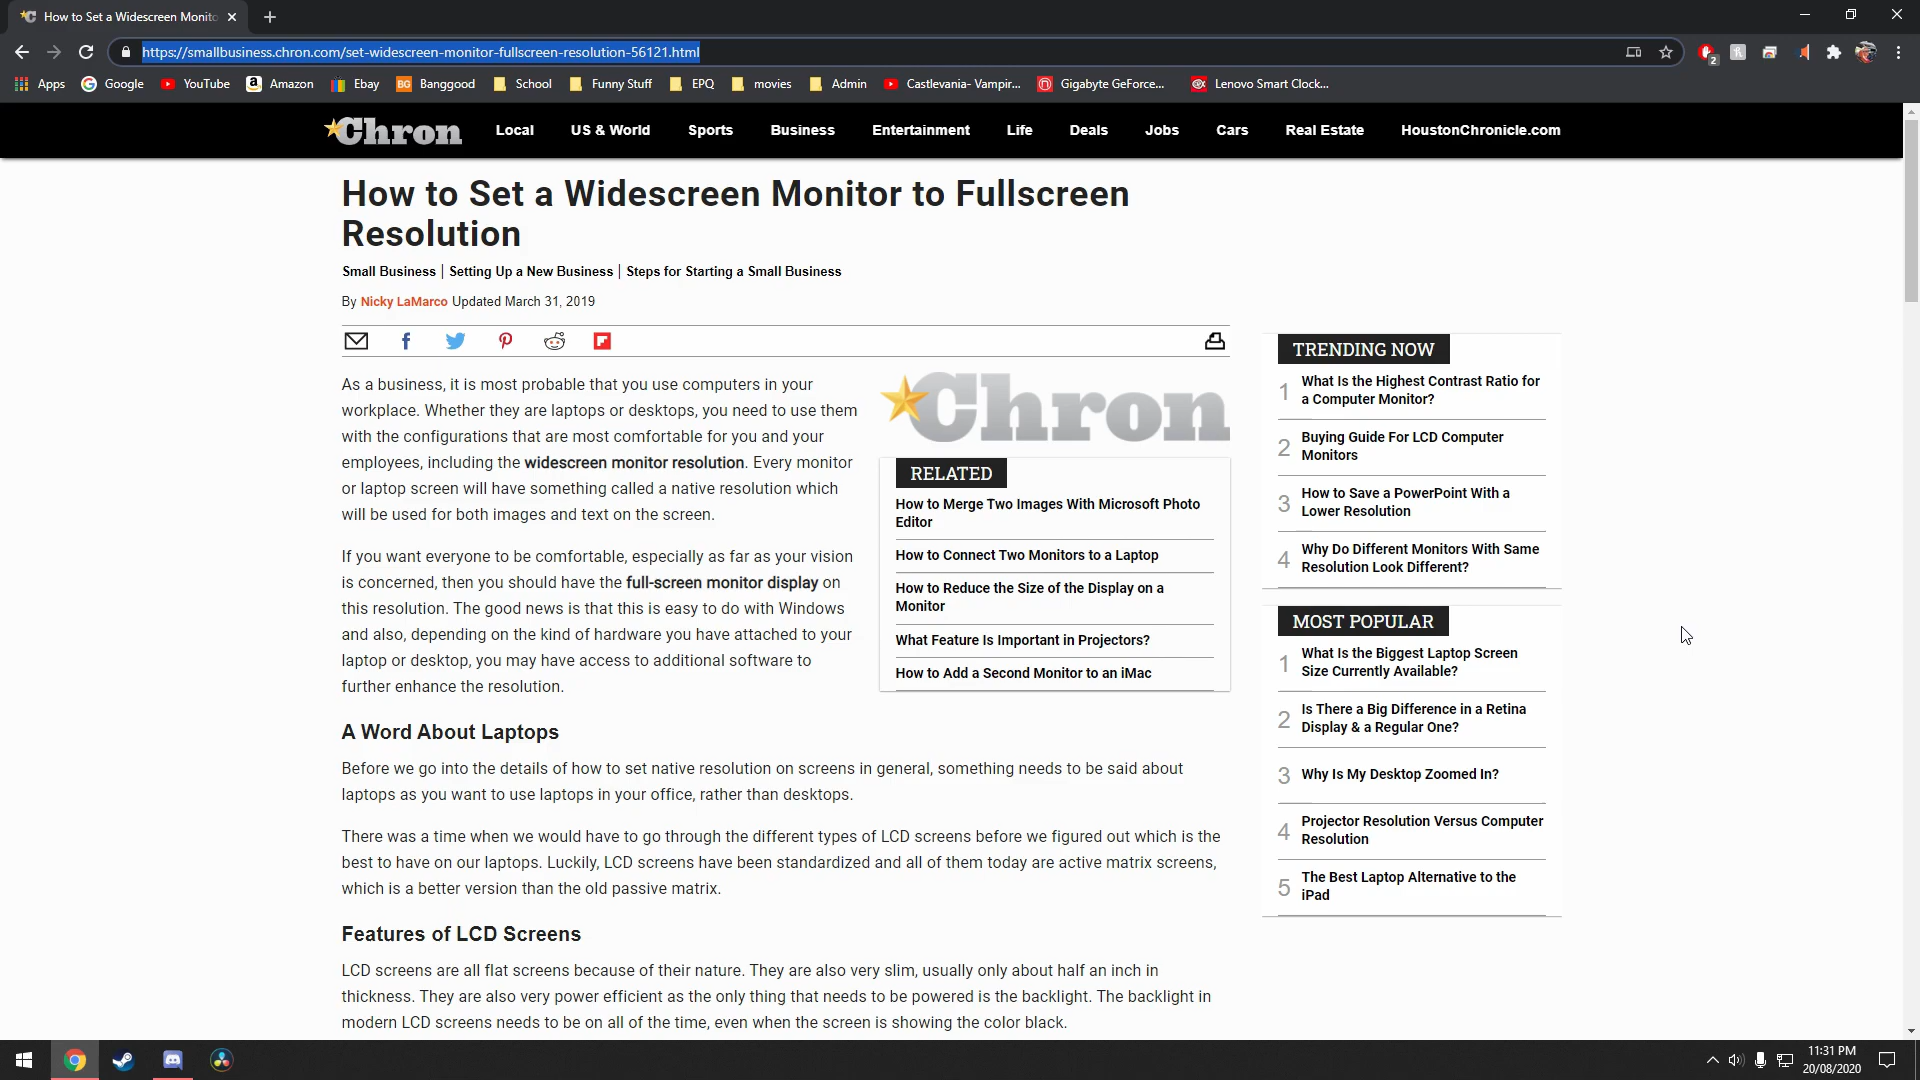 How to Set a Widescreen Monito
https://smallbusiness.chron.com/set-widescreen-monitor-fullscreen-resolution-56121.html
2
Apps Google YouTube Amazon Ebay Banggood School Funny Stuff EPQ movies Admin Castlevania- Vampir... Gigabyte GeForce... Lenovo Smart Clock...
Chron Local US & World Sports Business Entertainment Life Deals Jobs Cars Real Estate HoustonChronicle.com
How to Set a Widescreen Monitor to Fullscreen
Resolution
Small Business | Setting Up a New Business | Steps for Starting a Small Business
By Nicky LaMarco Updated March 31, 2019
As a business, it is most probable that you use computers in your
workplace. Whether they are laptops or desktops, you need to use them
with the configurations that are most comfortable for you and your
employees, including the widescreen monitor resolution. Every monitor
or laptop screen will have something called a native resolution which
will be used for both images and text on the screen.
If you want everyone to be comfortable, especially as far as your vision
is concerned, then you should have the full-screen monitor display on
this resolution. The good news is that this is easy to do with Windows
and also, depending on the kind of hardware you have attached to your
laptop or desktop, you may have access to additional software to
further enhance the resolution.
Chron
RELATED
How to Merge Two Images With Microsoft Photo
Editor
How to Connect Two Monitors to a Laptop
How to Reduce the Size of the Display on a
Monitor
What Feature Is Important in Projectors?
How to Add a Second Monitor to an iMac
A Word About Laptops
Before we go into the details of how to set native resolution on screens in general, something needs to be said about
laptops as you want to use laptops in your office, rather than desktops.
There was a time when we would have to go through the different types of LCD screens before we figured out which is the
best to have on our laptops. Luckily, LCD screens have been standardized and all of them today are active matrix screens,
which is a better version than the old passive matrix.
Features of LCD Screens
LCD screens are all flat screens because of their nature. They are also very slim, usually only about half an inch in
thickness. They are also very power efficient as the only thing that needs to be powered is the backlight. The backlight in
modern LCD screens needs to be on all of the time, even when the screen is showing the color black.
TRENDING NOW
1 What Is the Highest Contrast Ratio for
a Computer Monitor?
2 Buying Guide For LCD Computer
Monitors
3 How to Save a PowerPoint With a
Lower Resolution
4 Why Do Different Monitors With Same
Resolution Look Different?
MOST POPULAR
1 What Is the Biggest Laptop Screen
Size Currently Available?
2 Is There a Big Difference in a Retina
Display & a Regular One?
3 Why Is My Desktop Zoomed In?
4 Projector Resolution Versus Computer
Resolution
5 The Best Laptop Alternative to the
iPad
11:31 PM
20/08/2020